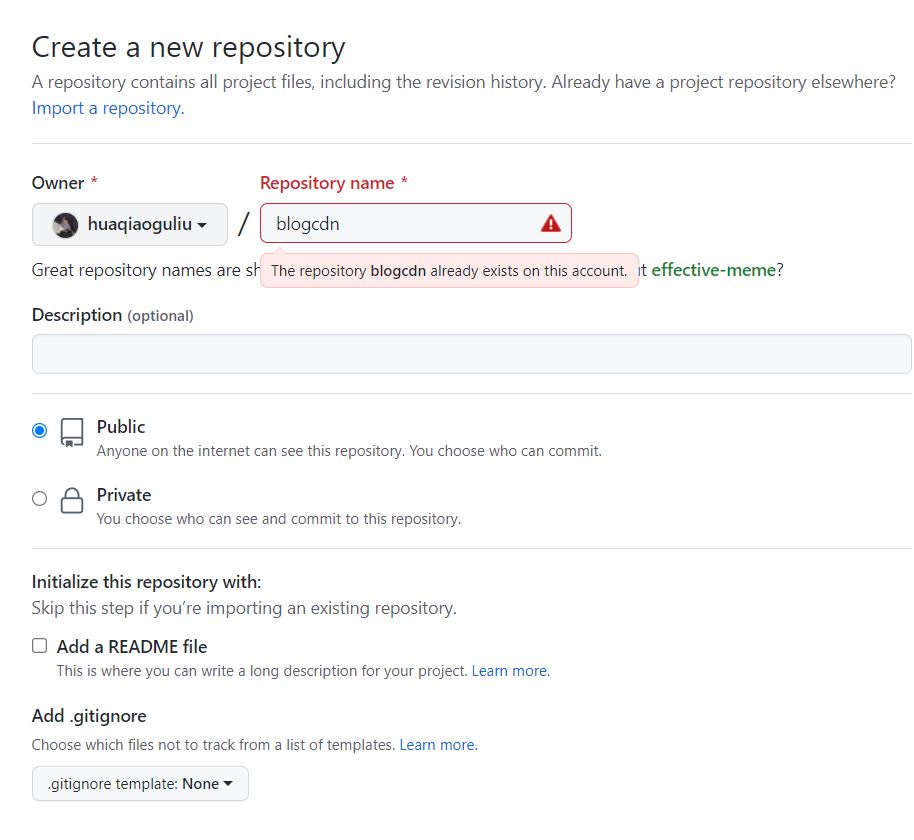 Create a new repository
A repository contains all project files, including the revision history. Already have a project repository elsewhere?
Import a repository.
Owner *
Repository name *
huaqiaoguliu
/
blogcdn
Great repository names are sh
The repository blogcdn already exists on this account.
t effective-meme?
Description (optional)
Public
Anyone on the internet can see this repository. You choose who can commit.
Private
You choose who can see and commit to this repository.
Initialize this repository with:
Skip this step if you’re importing an existing repository.
Add a README file
This is where you can write a long description for your project. Learn more.
Add .gitignore
Choose which files not to track from a list of templates. Learn more.
.gitignore template: None